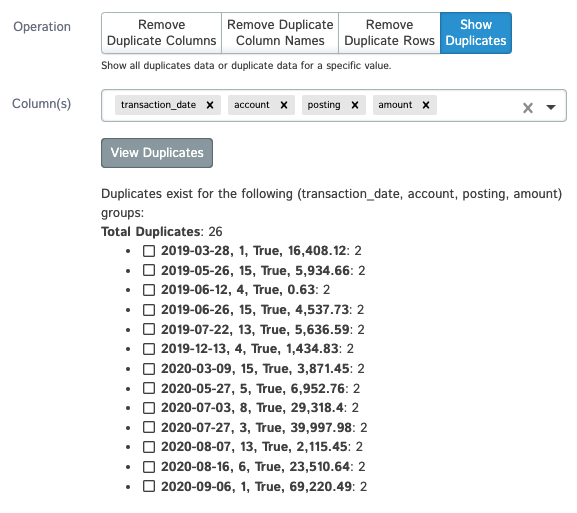 Operation
Remove
Duplicate Columns
Remove Duplicate
Column Names
Remove
Duplicate Rows
Show
Duplicates
Show all duplicates data or duplicate data for a specific value.
Column(s)
transaction_date × account × posting × amount ×
View Duplicates
Duplicates exist for the following (transaction_date, account, posting, amount)
groups:
Total Duplicates: 26
2019-03-28, 1, True, 16,408.12: 2
2019-05-26, 15, True, 5,934.66: 2
2019-06-12, 4, True, 0.63: 2
2019-06-26, 15, True, 4,537.73: 2
2019-07-22, 13, True, 5,636.59: 2
2019-12-13, 4, True, 1,434.83: 2
2020-03-09, 15, True, 3,871.45: 2
2020-05-27, 5, True, 6,952.76: 2
2020-07-03, 8, True, 29,318.4: 2
2020-07-27, 3, True, 39,997.98: 2
2020-08-07, 13, True, 2,115.45: 2
2020-08-16, 6, True, 23,510.64: 2
2020-09-06, 1, True, 69,220.49: 2